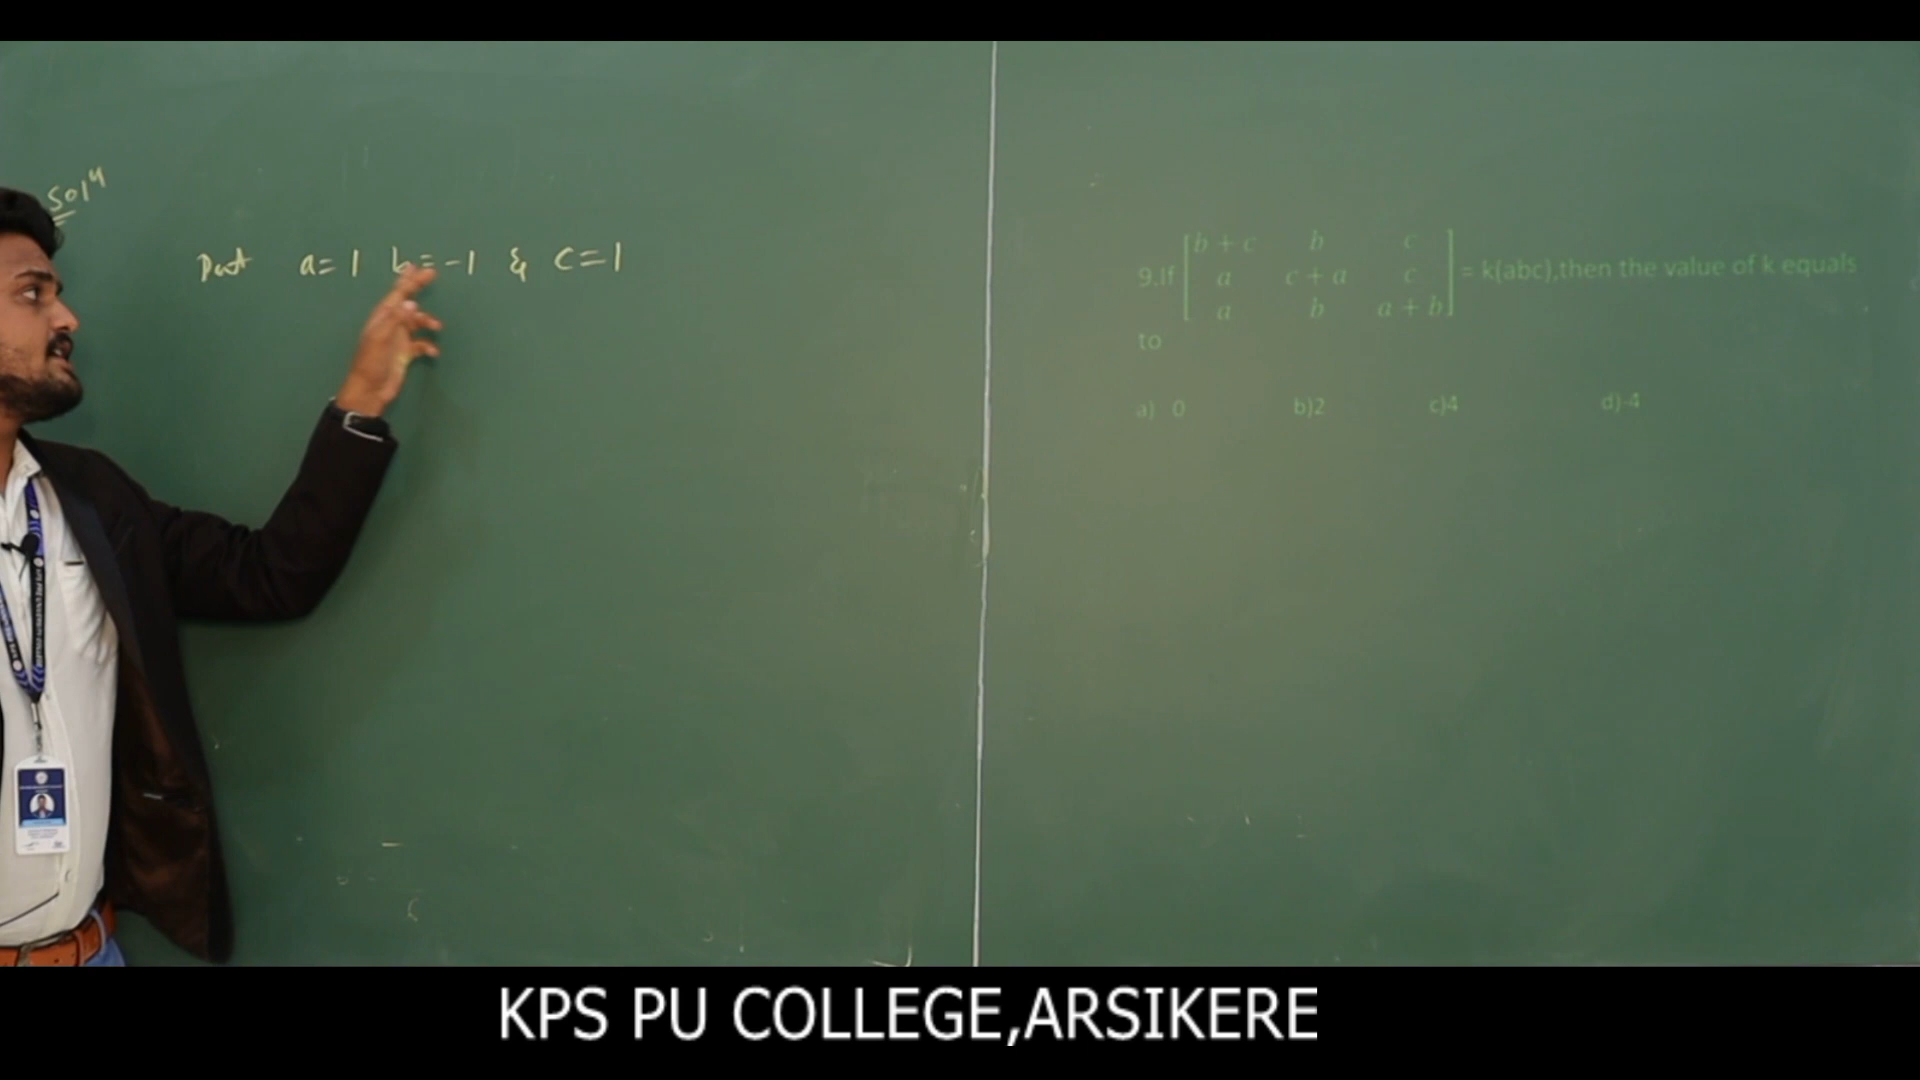 Soln
Put a = 1 b = -1 & c = 1
9.If [b + c b c
a c + a c
a b a + b] = k(abc),then the value of k equals
to
a) 0 b)2 c)4 d)-4
KPS PU COLLEGE,ARSIKERE